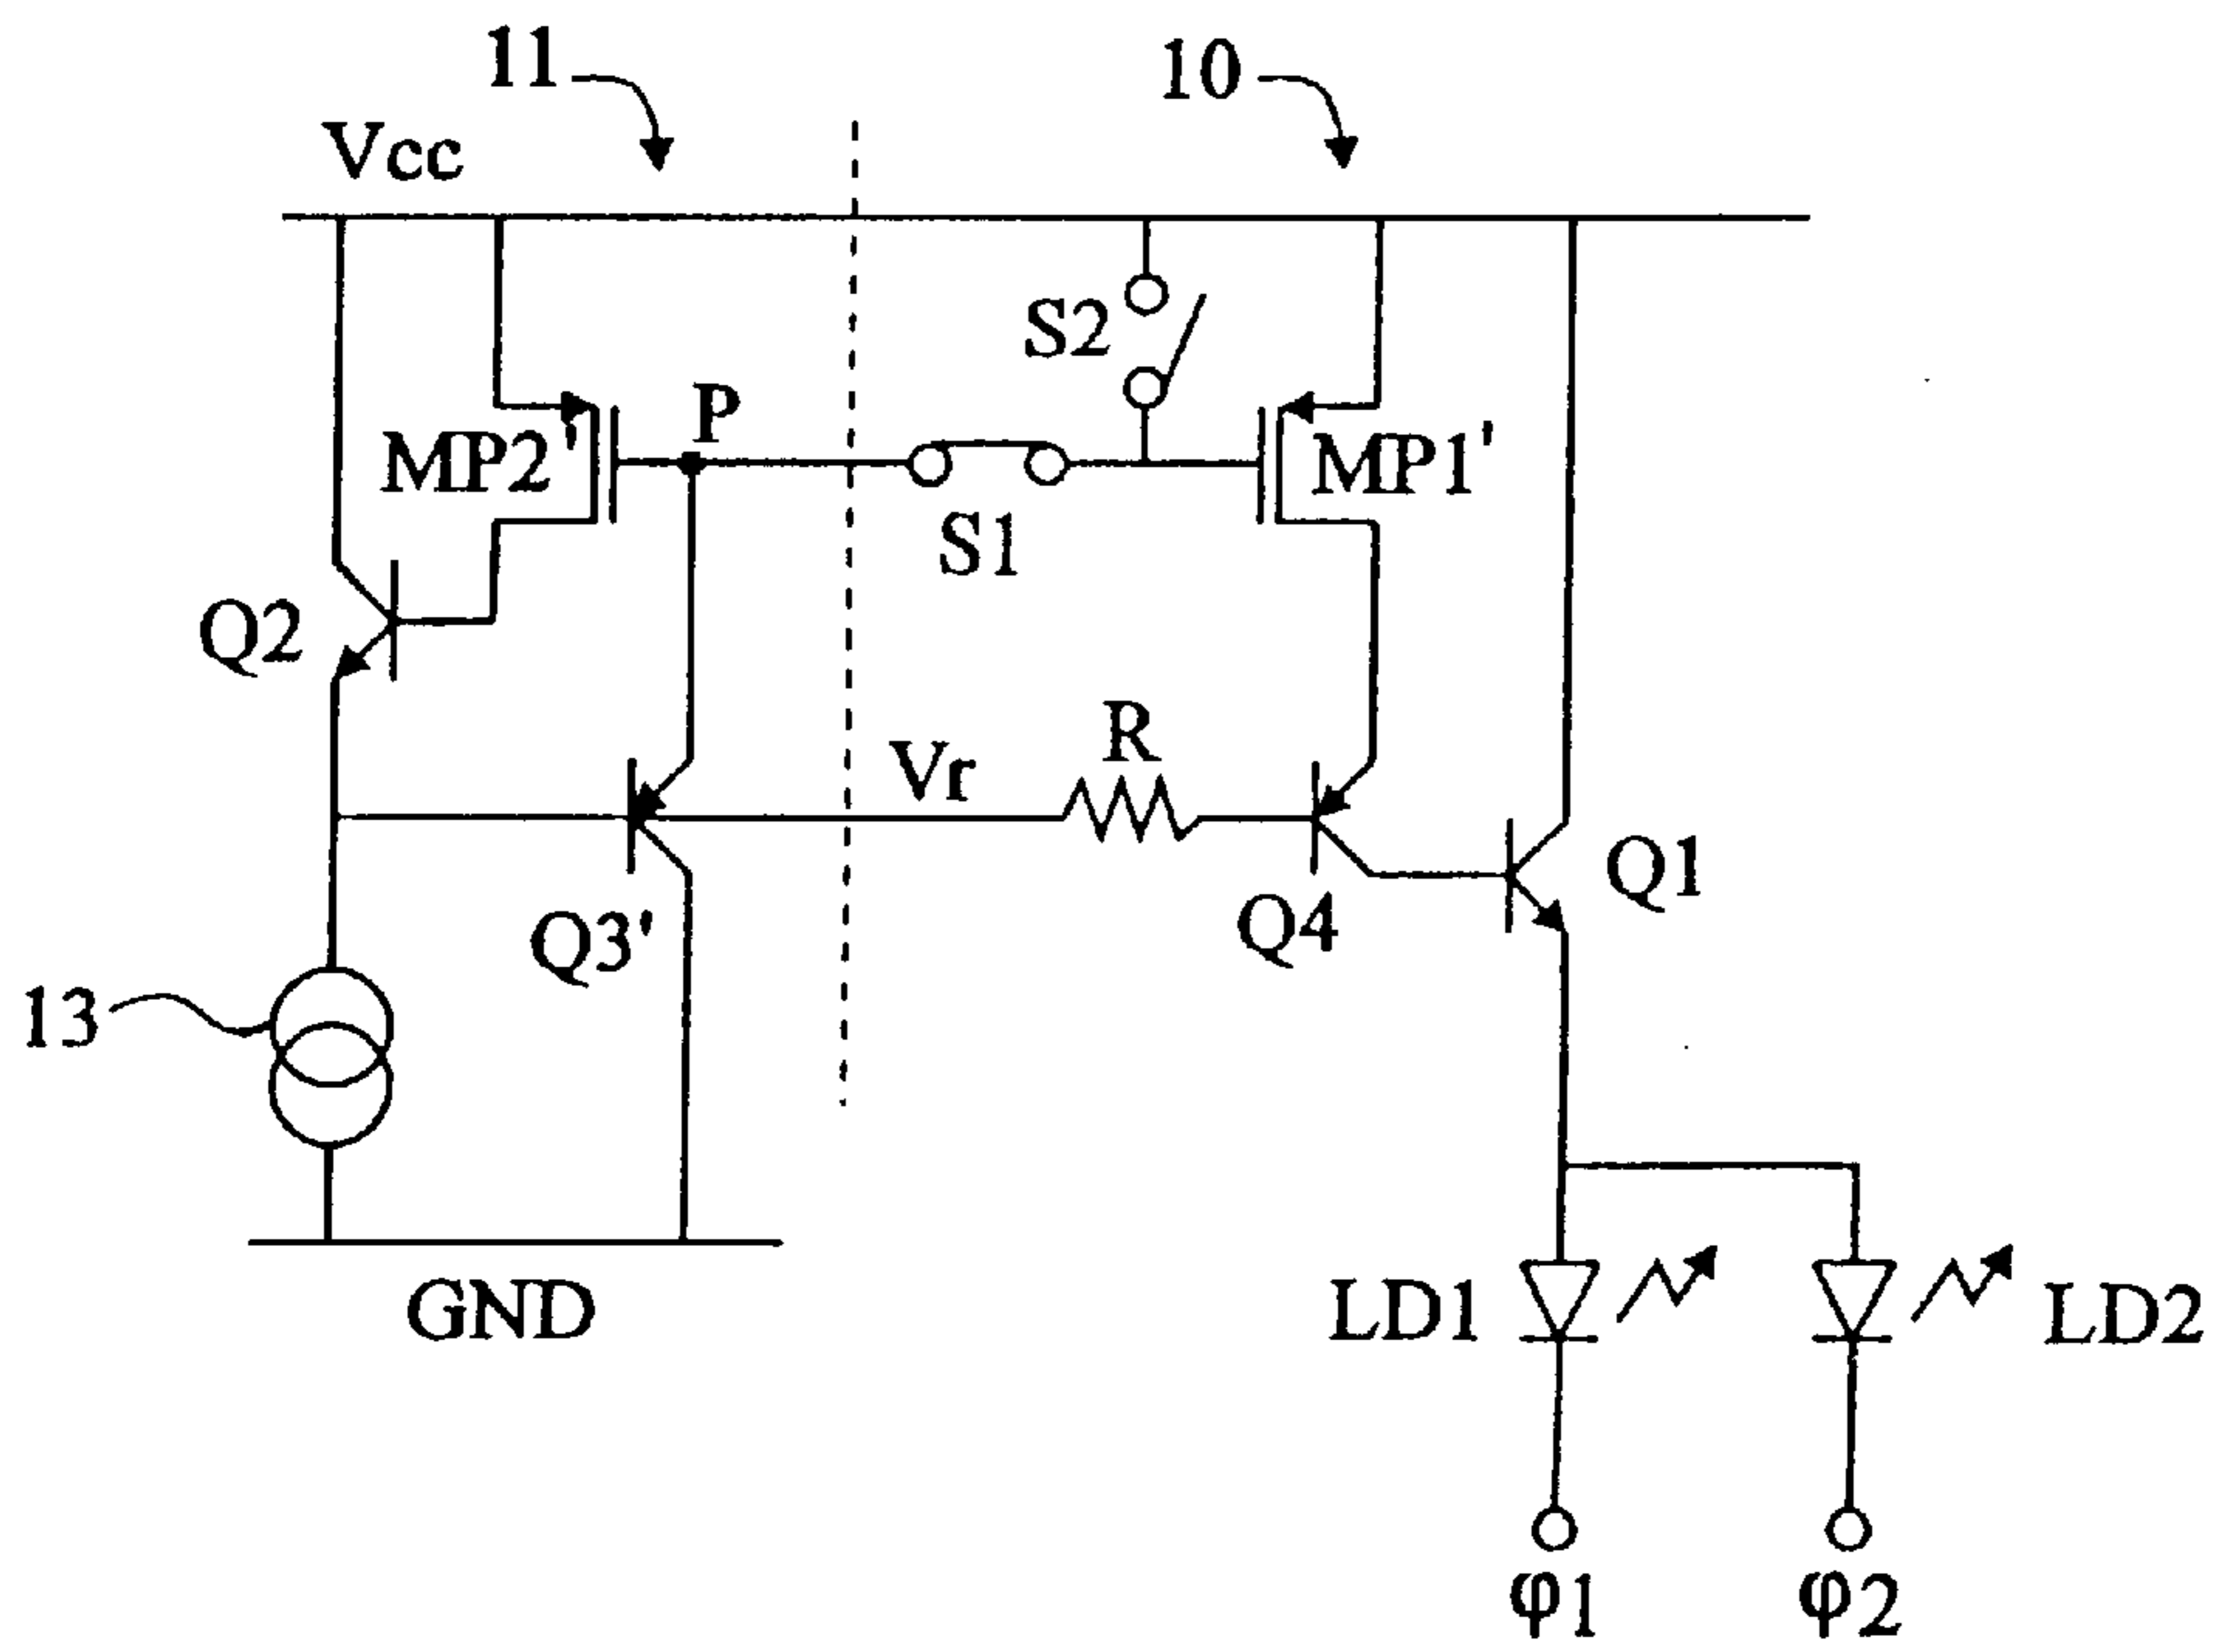 11
10
Vcc
S2
P
MP2'
MP1'
S1
Q2
R
Vr
Q1
Q4
Q3'
13
GND
LD1
LD2
φ1
φ2